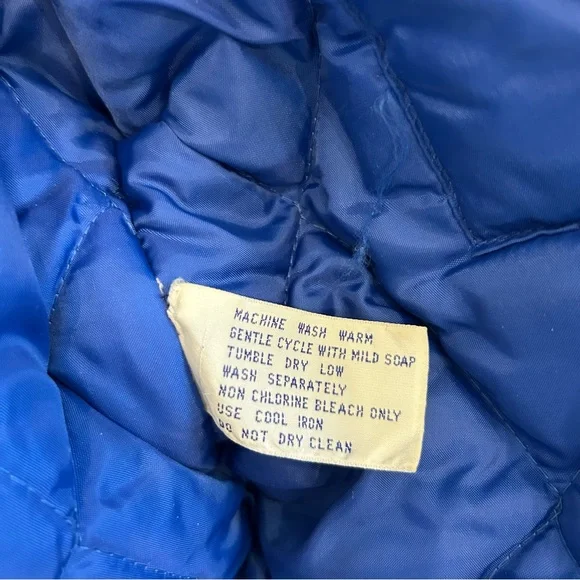 MACHINE WASH WARM
GENTLE CYCLE WITH MILD SOAP
TUMBLE DRY LOW
WASH SEPARATELY
NON CHLORINE BLEACH ONLY
USE COOL IRON
DO NOT DRY CLEAN